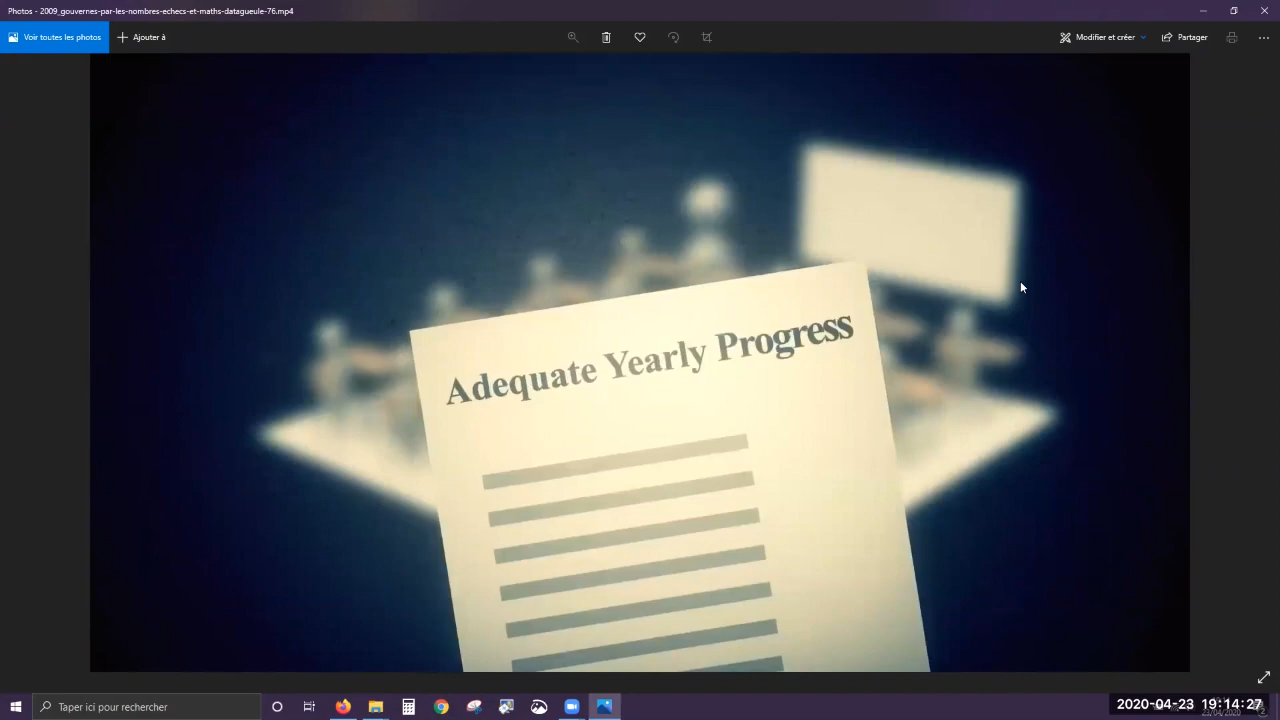 Photos - 2009_gouvernes-par-les-nombres-echecs-et-maths-datagueule-76.mp4
Voir toutes les photos
Ajouter à
Modifier et créer
Partager
Adequate Yearly Progress
Taper ici pour rechercher
2020-04-23 19:14:27